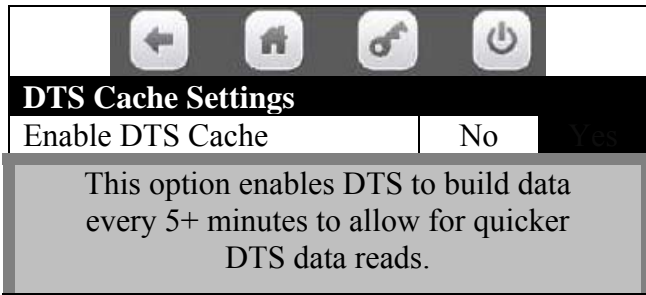 DTS Cache Settings
Enable DTS Cache No Yes
This option enables DTS to build data
every 5+ minutes to allow for quicker
DTS data reads.